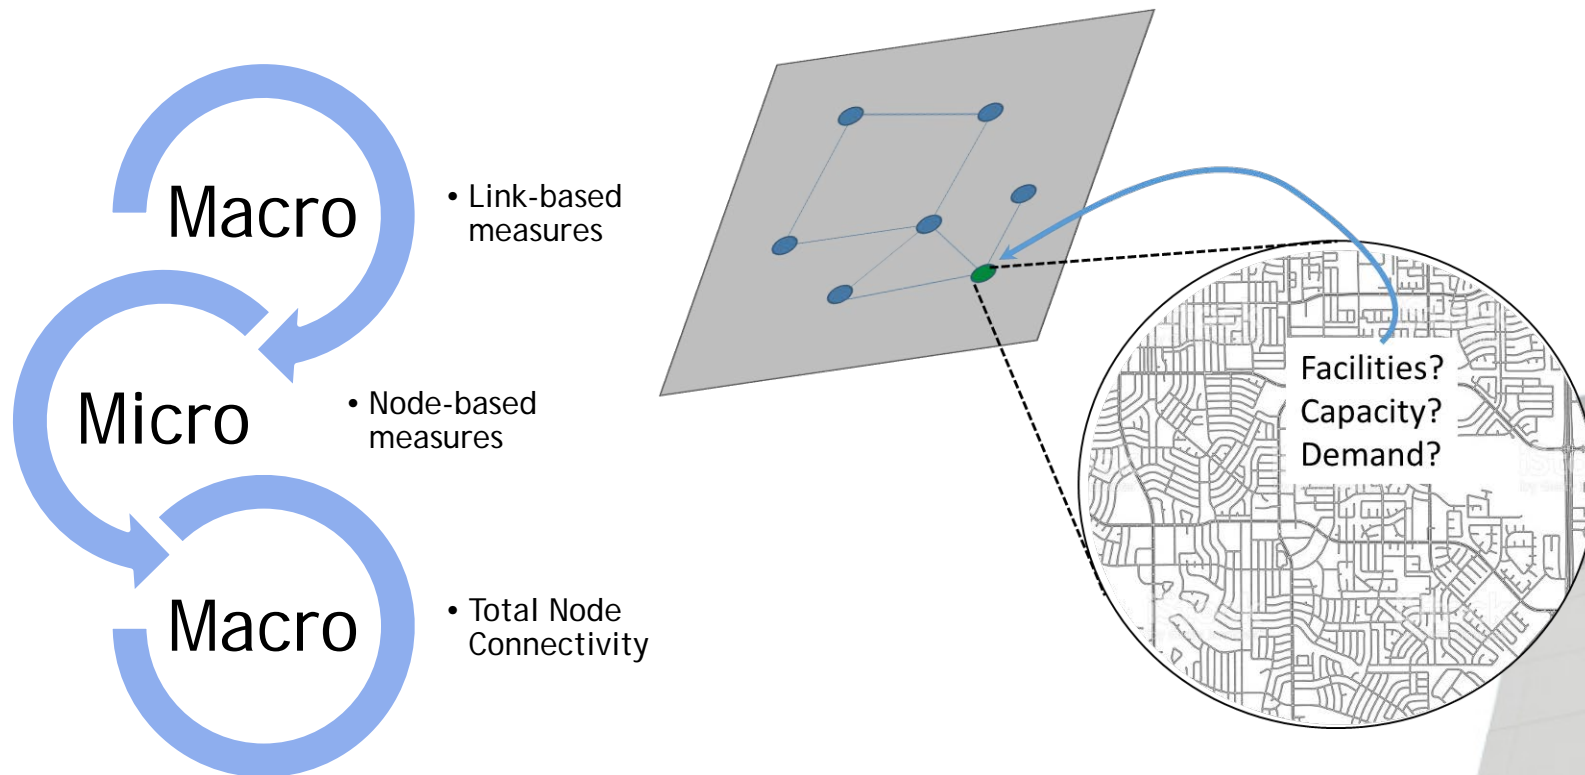 Macro
• Link-based
measures
Micro
• Node-based
measures
Macro
• Total Node
Connectivity
Facilities?
Capacity?
Demand?